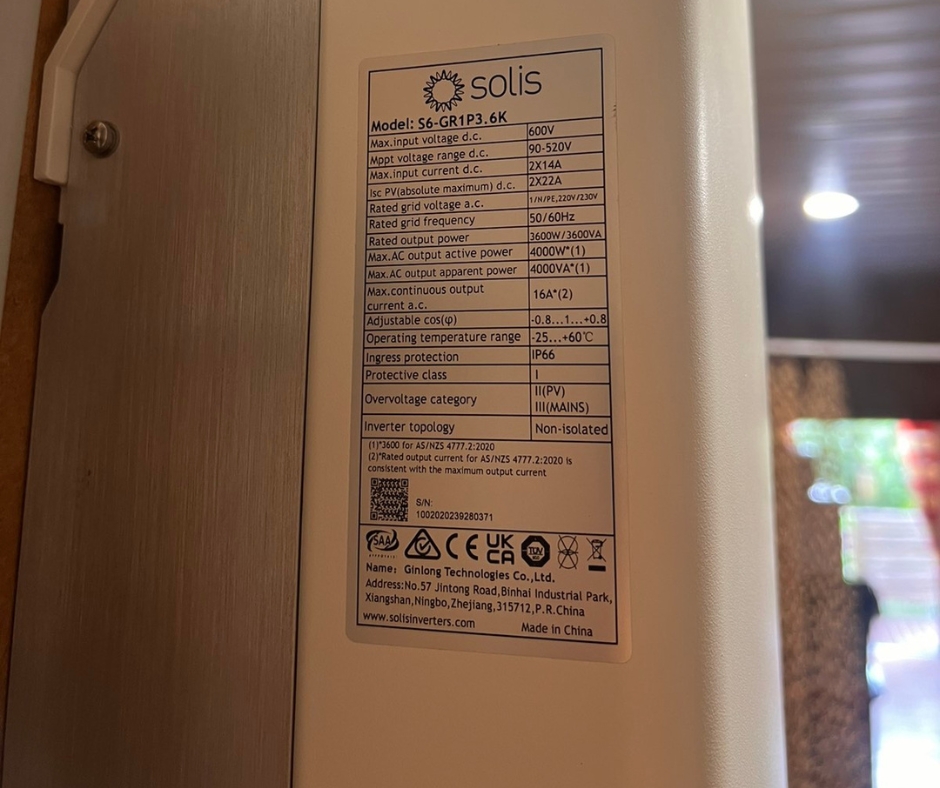 solis
Model: S6-GR1P3.6K
Max.input voltage d.c. 600V
Mppt voltage range d.c. 90-520V
Max.input current d.c. 2X14A
Isc PV(absolute maximum) d.c. 2X22A
Rated grid voltage a.c. 1/N/PE,220V/230V
Rated grid frequency 50/60Hz
Rated output power 3600W/3600VA
Max.AC output active power 4000W*(1)
Max.AC output apparent power 4000VA*(1)
Max.continuous output
current a.c. 16A*(2)
Adjustable cos(φ) -0.8...1...+0.8
Operating temperature range -25...+60℃
Ingress protection IP66
Protective class I
Overvoltage category II(PV)
III(MAINS)
Inverter topology Non-isolated
(1)*3600 for AS/NZS 4777.2:2020
(2)*Rated output current for AS/NZS 4777.2:2020 is
consistent with the maximum output current
S/N:
1002020239280371
SAA CE UK
CA TÜV
Name: Ginlong Technologies Co.,Ltd.
Address:No.57 Jintong Road,Binhai Industrial Park,
Xiangshan,Ningbo,Zhejiang,315712,P.R.China
www.solisinverters.com Made in China